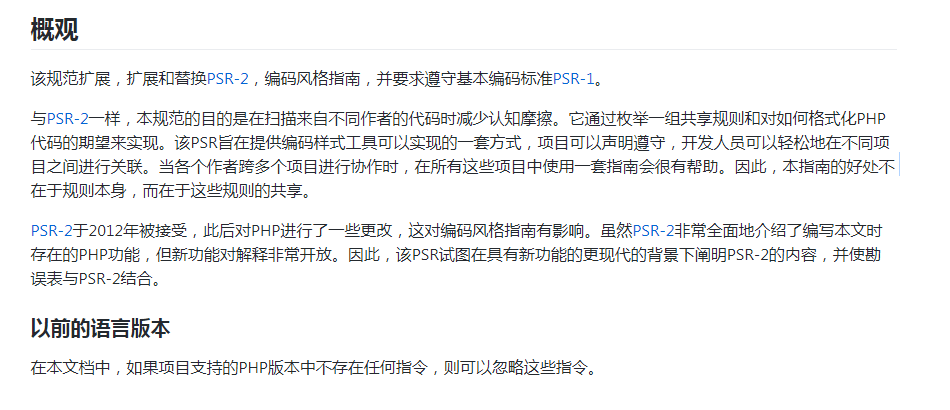 概观
该规范扩展，扩展和替换PSR-2，编码风格指南，并要求遵守基本编码标准PSR-1。
与PSR-2一样，本规范的目的是在扫描来自不同作者的代码时减少认知摩擦。它通过枚举一组共享规则和对如何格式化PHP
代码的期望来实现。该PSR旨在提供编码样式工具可以实现的一套方式，项目可以声明遵守，开发人员可以轻松地在不同项
目之间进行关联。当各个作者跨多个项目进行协作时，在所有这些项目中使用一套指南会很有帮助。因此，本指南的好处不
在于规则本身，而在于这些规则的共享。
PSR-2于2012年被接受，此后对PHP进行了一些更改，这对编码风格指南有影响。虽然PSR-2非常全面地介绍了编写本文时
存在的PHP功能，但新功能对解释非常开放。因此，该PSR试图在具有新功能的更现代的背景下阐明PSR-2的内容，并使勘
误表与PSR-2结合。
以前的语言版本
在本文档中，如果项目支持的PHP版本中不存在任何指令，则可以忽略这些指令。